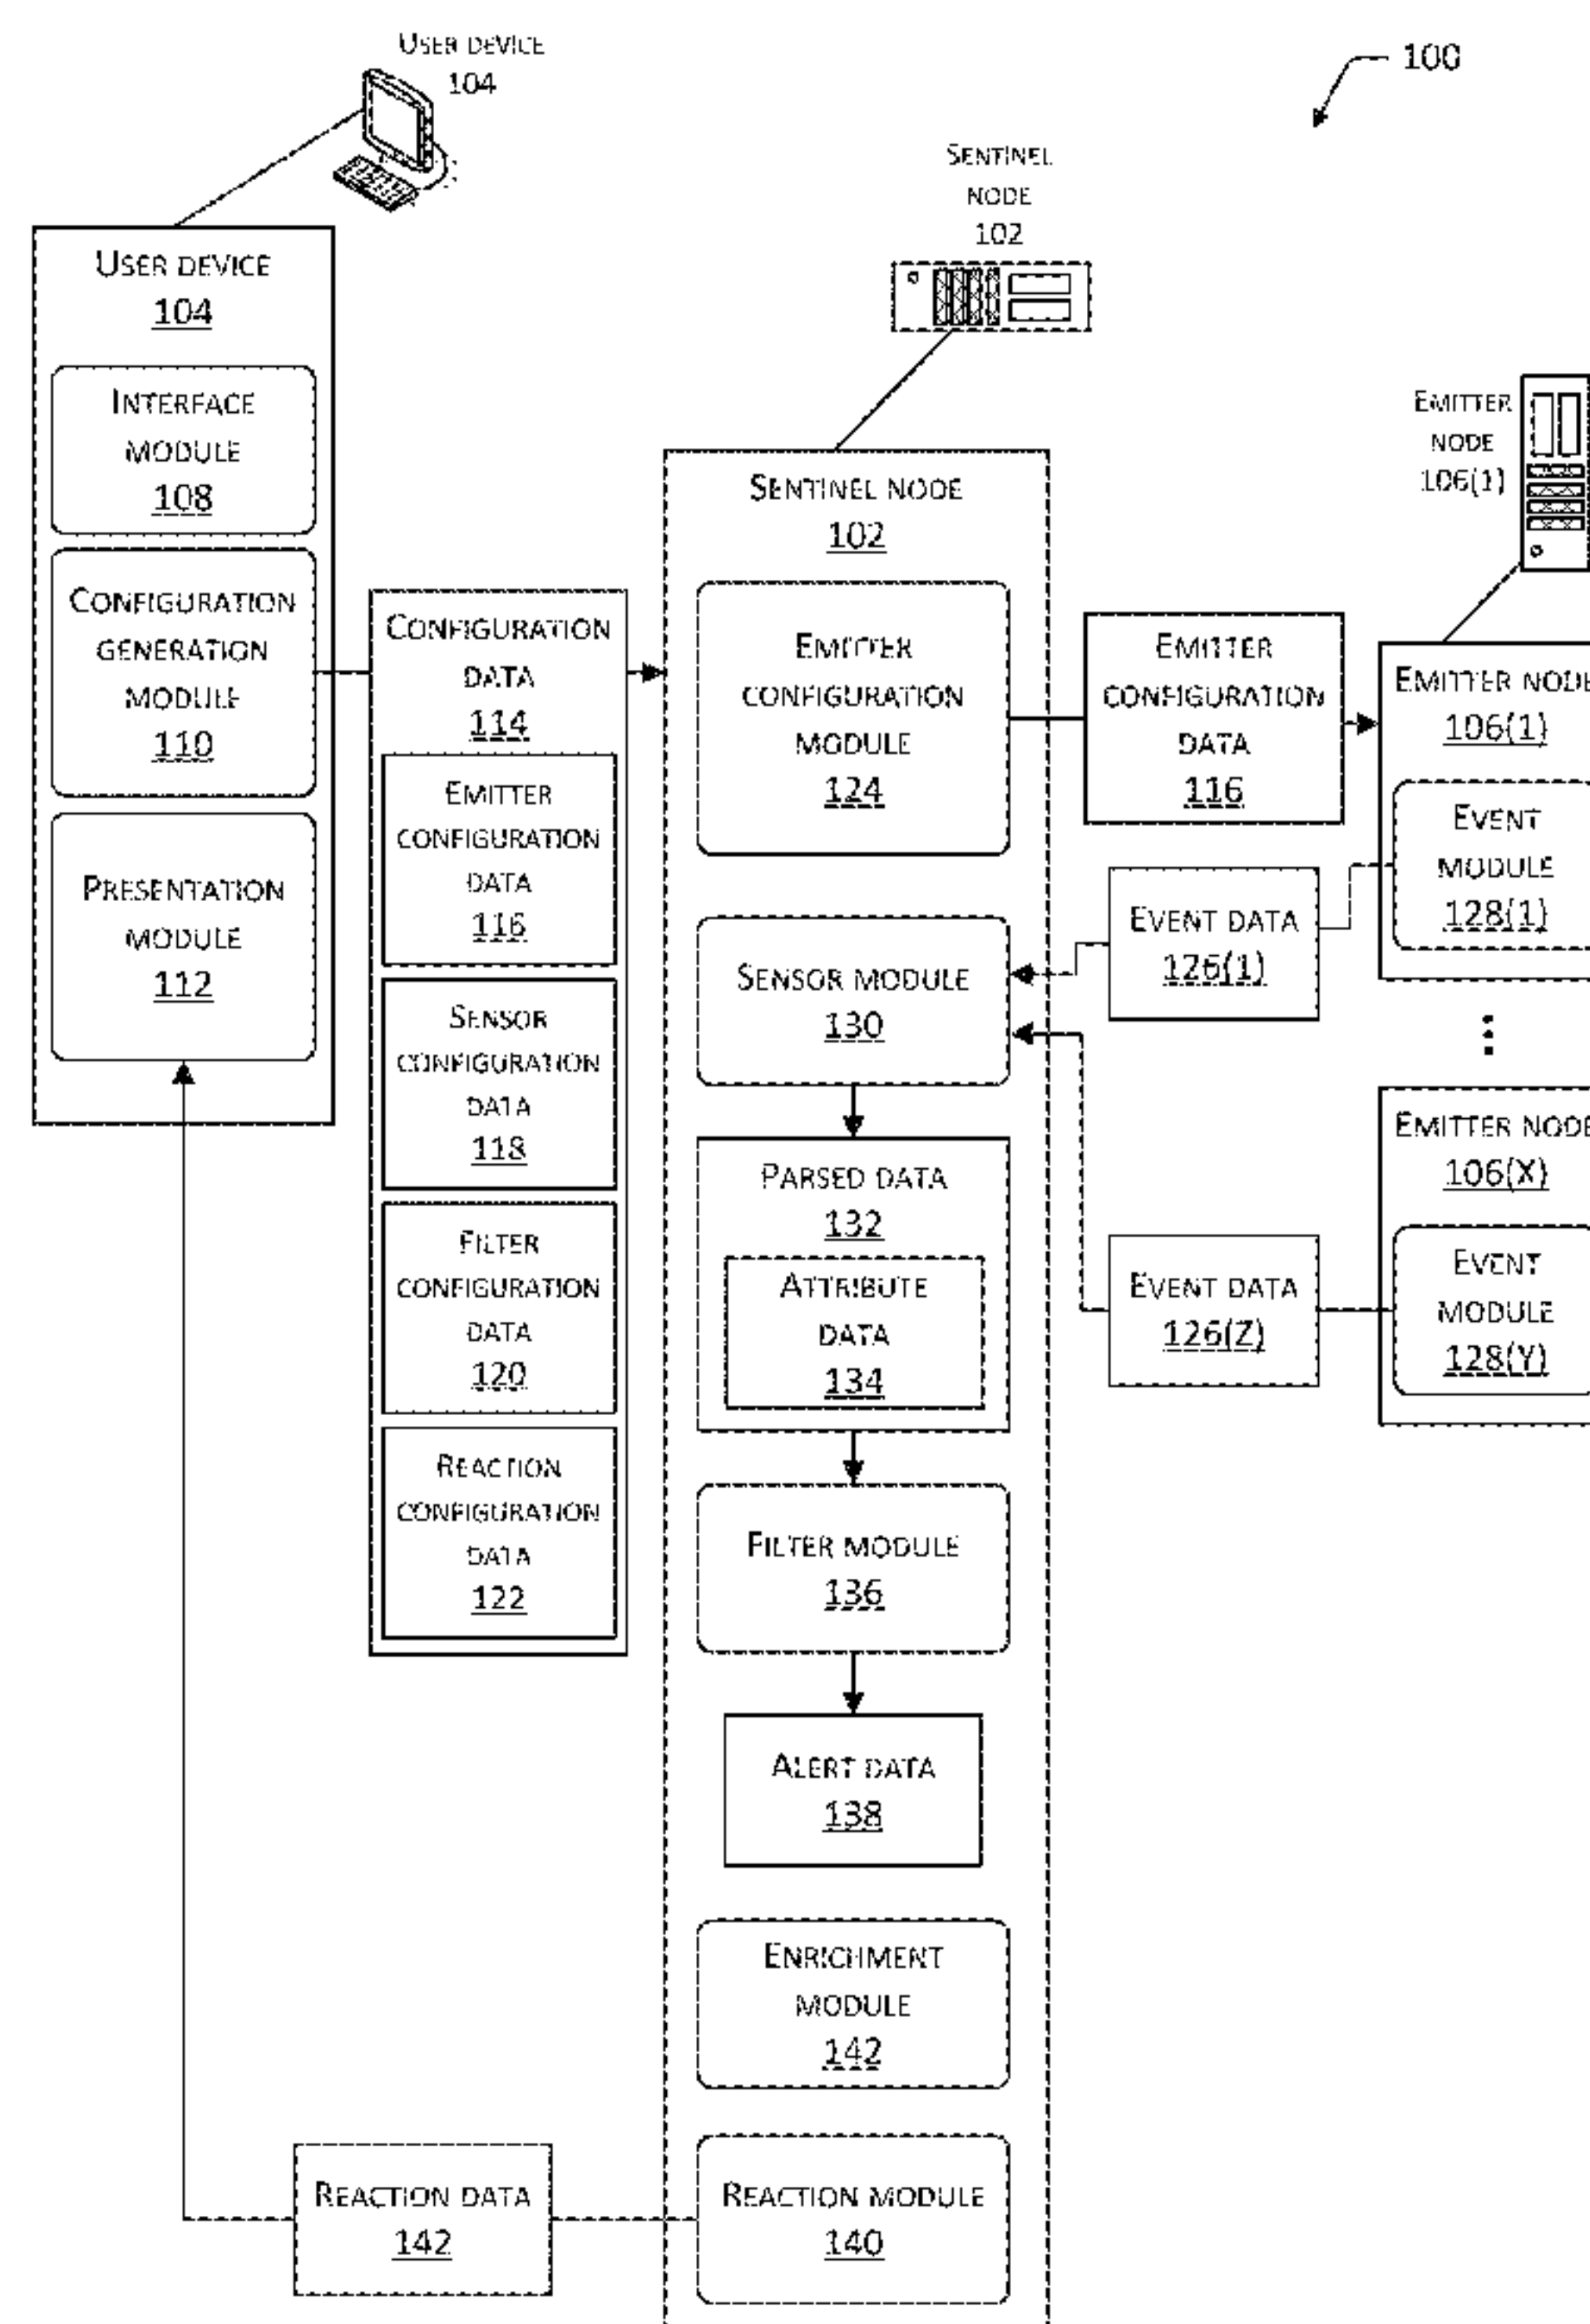 USER DEVICE
104
100
SENTINEL
NODE
102
USER DEVICE
104
INTERFACE
MODULE
108
CONFIGURATION
GENERATION
MODULE
110
PRESENTATION
MODULE
112
CONFIGURATION
DATA
114
EMITTER
CONFIGURATION
DATA
116
SENSOR
CONFIGURATION
DATA
118
FILTER
CONFIGURATION
DATA
120
REACTION
CONFIGURATION
DATA
122
SENTINEL NODE
102
EMITTER
CONFIGURATION
MODULE
124
SENSOR MODULE
130
PARSED DATA
132
ATTRIBUTE
DATA
134
FILTER MODULE
136
ALERT DATA
138
ENRICHMENT
MODULE
142
REACTION MODULE
140
REACTION DATA
142
EMITTER
CONFIGURATION
DATA
116
EVENT DATA
126(1)
EVENT DATA
126(Z)
EMITTER
NODE
106(1)
EMITTER NODE
106(1)
EVENT
MODULE
128(1)
EMITTER NODE
106(X)
EVENT
MODULE
128(Y)